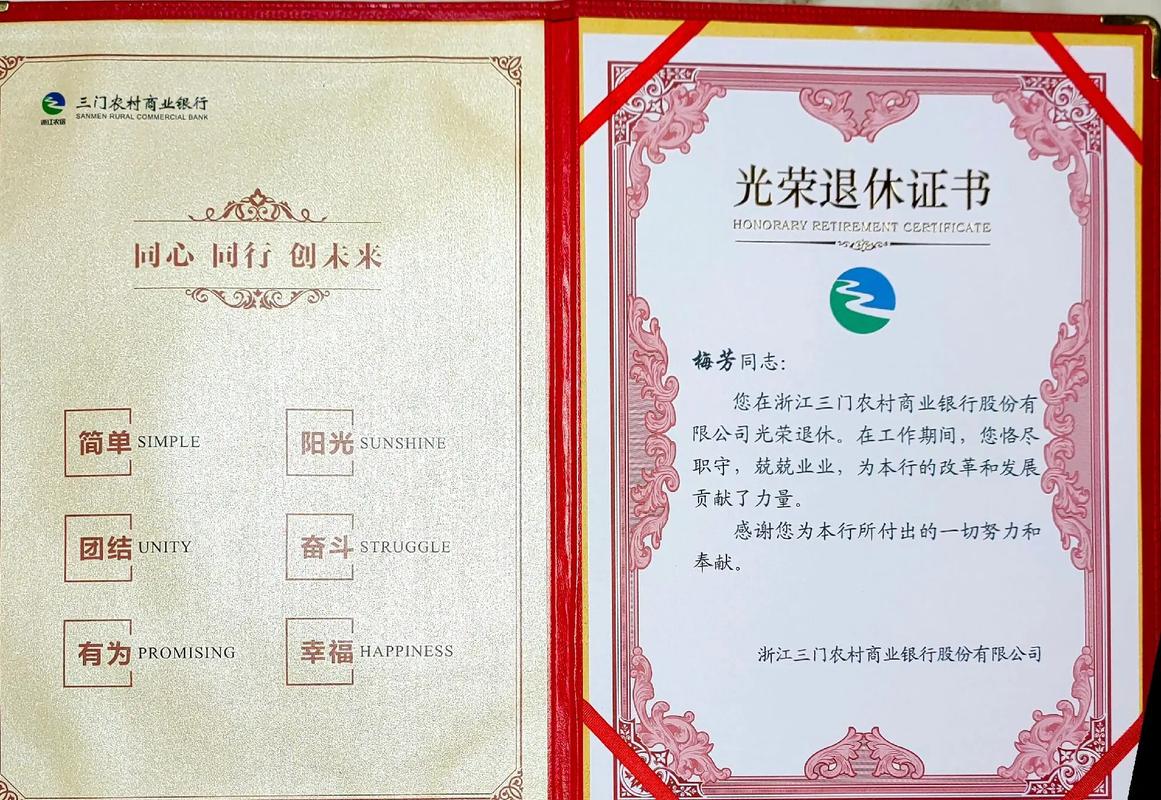 三门农村商业银行
SANMEN RURAL COMMERCIAL BANK
浙江农信
同心 同行 创未来
简单 SIMPLE
阳光 SUNSHINE
团结 UNITY
奋斗 STRUGGLE
有为 PROMISING
幸福 HAPPINESS
光荣退休证书
HONORARY RETIREMENT CERTIFICATE
梅芳同志：
您在浙江三门农村商业银行股份有
限公司光荣退休。在工作期间，您恪尽
职守，兢兢业业，为本行的改革和发展
贡献了力量。
感谢您为本行所付出的一切努力和
奉献。
浙江三门农村商业银行股份有限公司